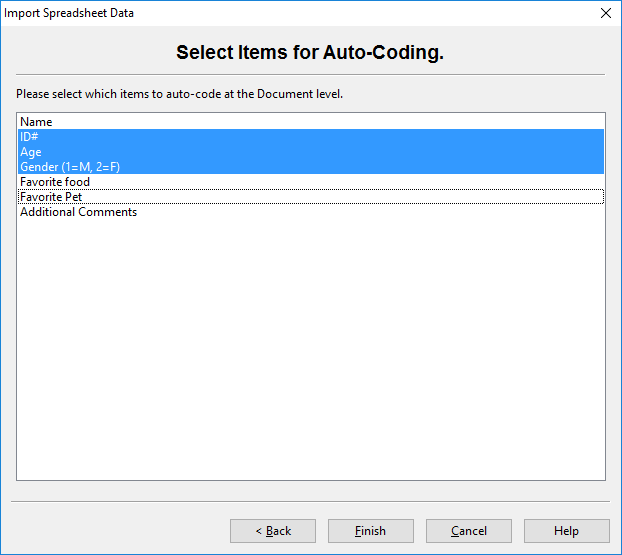 Import Spreadsheet Data
Select Items for Auto-Coding.
Please select which items to auto-code at the Document level.
Name
ID#
Age
Gender (1=M, 2=F)
Favorite food
Favorite Pet
Additional Comments
< Back
Finish
Cancel
Help